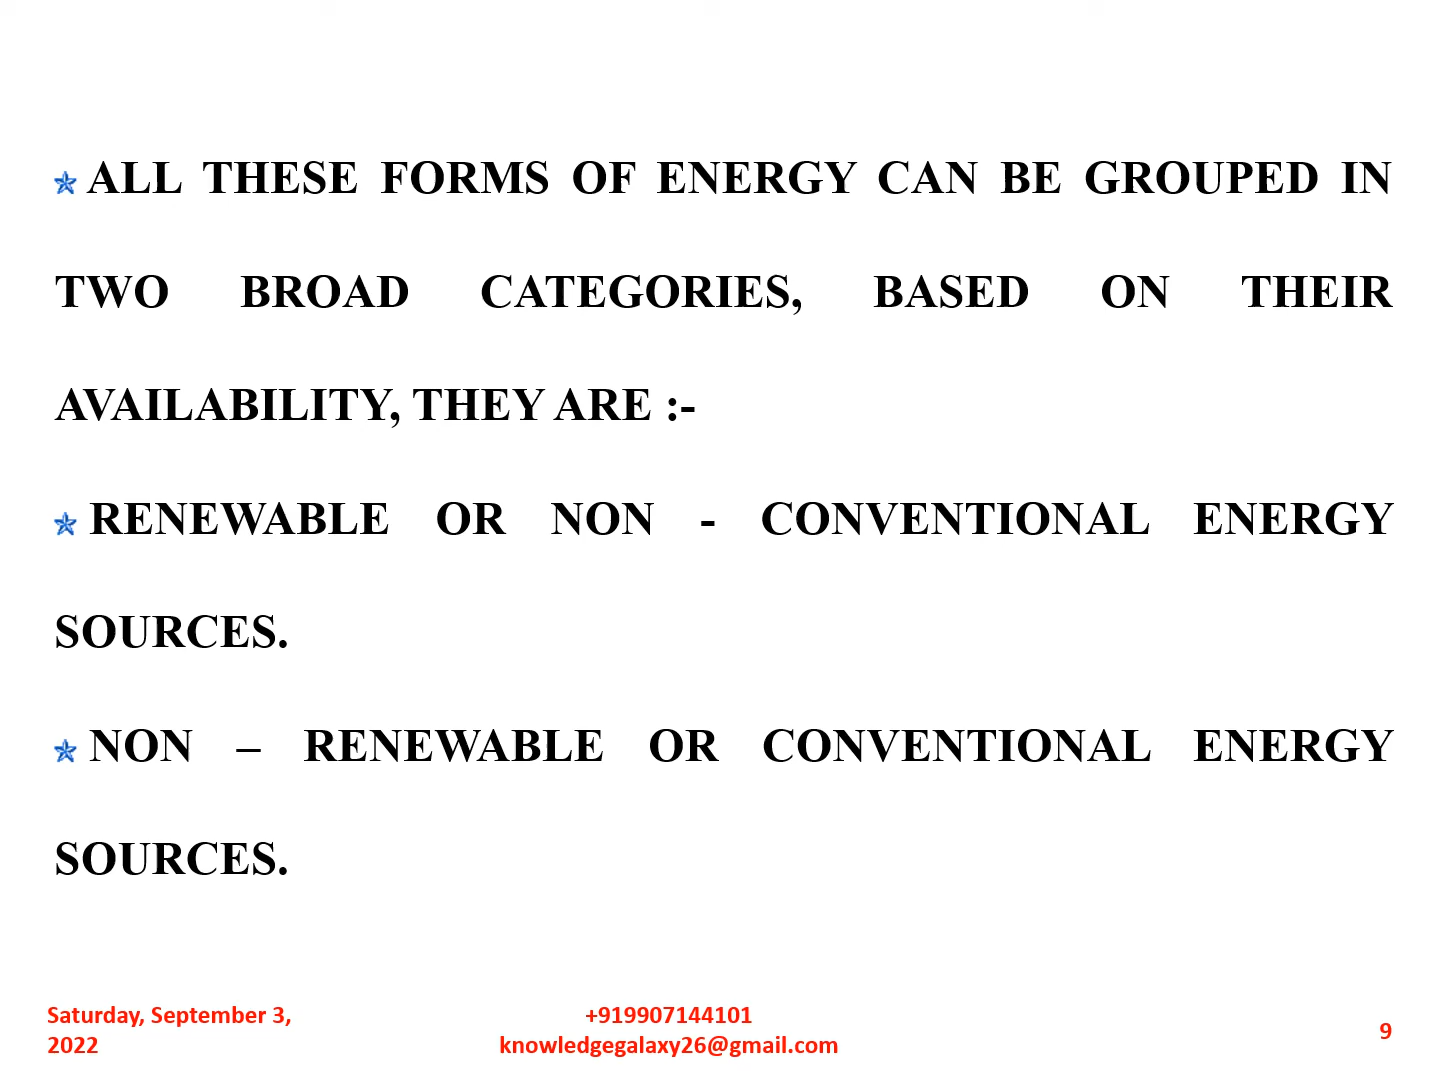 ALL THESE FORMS OF ENERGY CAN BE GROUPED IN
TWO BROAD CATEGORIES, BASED ON THEIR
AVAILABILITY, THEY ARE :-
RENEWABLE OR NON - CONVENTIONAL ENERGY
SOURCES.
NON – RENEWABLE OR CONVENTIONAL ENERGY
SOURCES.
Saturday, September 3,
2022
+919907144101
knowledgegalaxy26@gmail.com
9